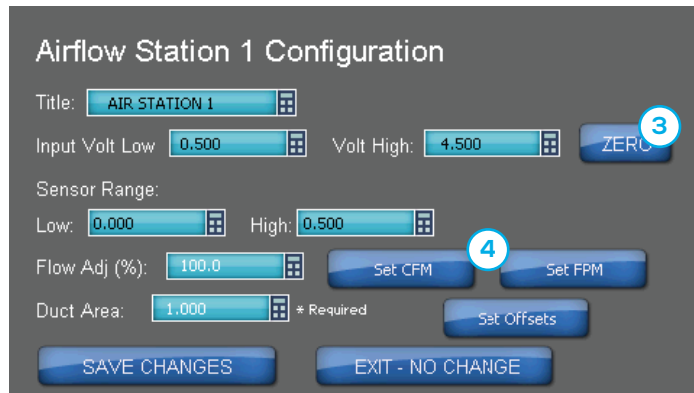 Airflow Station 1 Configuration
Title: AIR STATION 1
Input Volt Low 0.500 Volt High: 4.500 ZERO 3
Sensor Range:
Low: 0.000 High: 0.500
Flow Adj (%): 100.0 Set CFM 4 Set FPM
Duct Area: 1.000 * Required Set Offsets
SAVE CHANGES EXIT - NO CHANGE